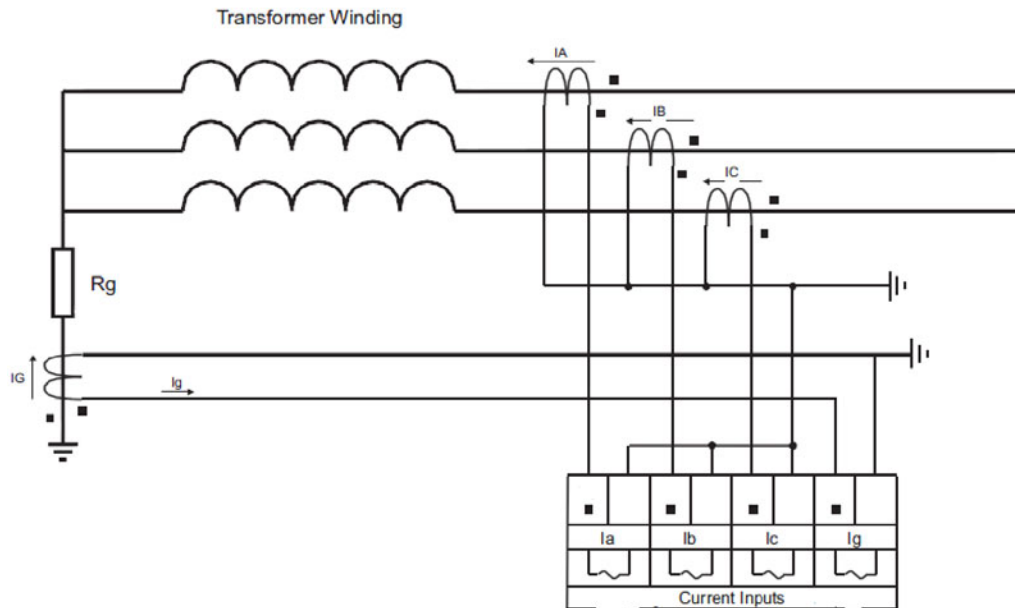 Transformer Winding
IA
IB
IC
Rg
IG
Ig
Ia Ib Ic Ig
Current Inputs